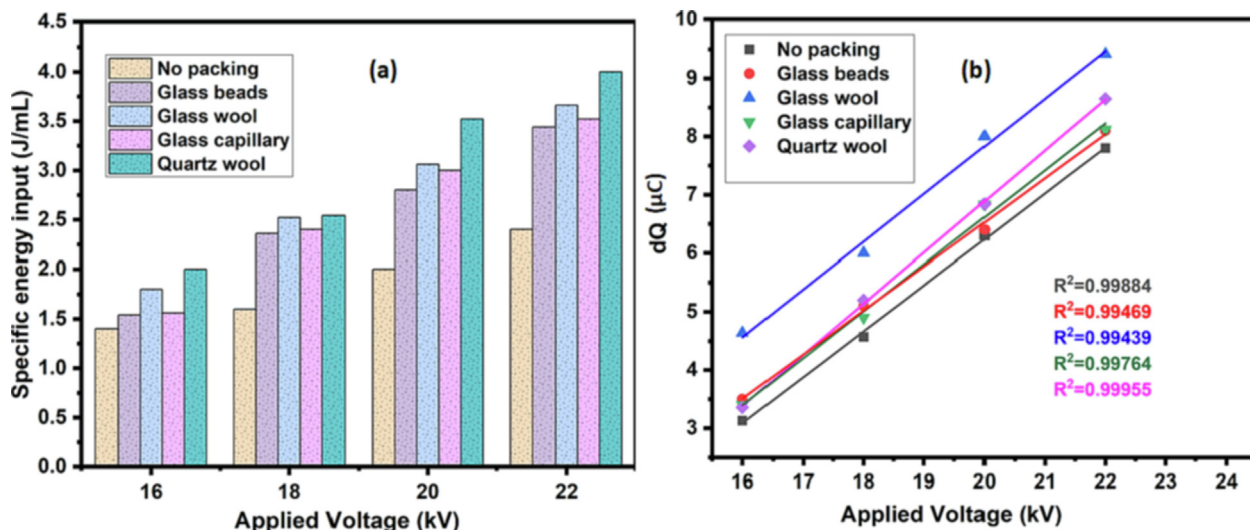 4.5
4.0
3.5
3.0
2.5
2.0
1.5
1.0
0.5
0.0
Specific energy input (J/mL)
No packing
Glass beads
Glass wool
Glass capillary
Quartz wool
(a)
16 18 20 22
Applied Voltage (kV)
10
9
8
7
6
5
4
3
dQ (μC)
No packing
Glass beads
Glass wool
Glass capillary
Quartz wool
(b)
R²=0.99884
R²=0.99469
R²=0.99439
R²=0.99764
R²=0.99955
16 17 18 19 20 21 22 23 24
Applied Voltage (kV)